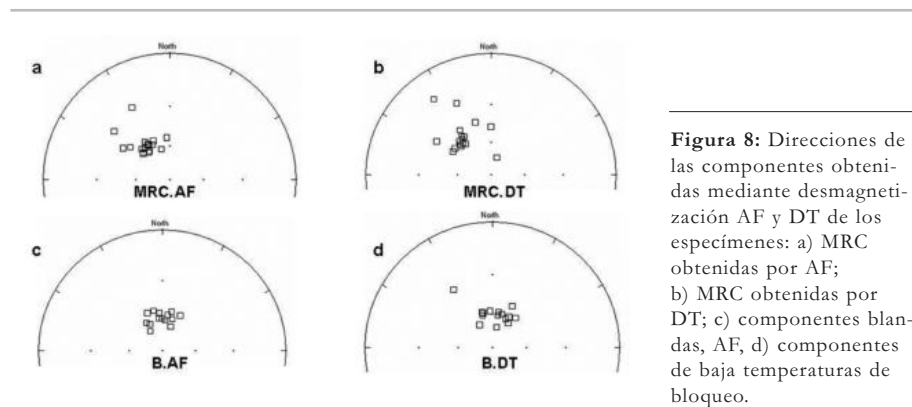 a
North
MRC.AF
b
North
MRC.DT
c
North
B.AF
d
North
B.DT
Figura 8: Direcciones de
las componentes obteni-
das mediante desmagneti-
zación AF y DT de los
especímenes: a) MRC
obtenidas por AF;
b) MRC obtenidas por
DT; c) componentes blan-
das, AF, d) componentes
de baja temperaturas de
bloqueo.